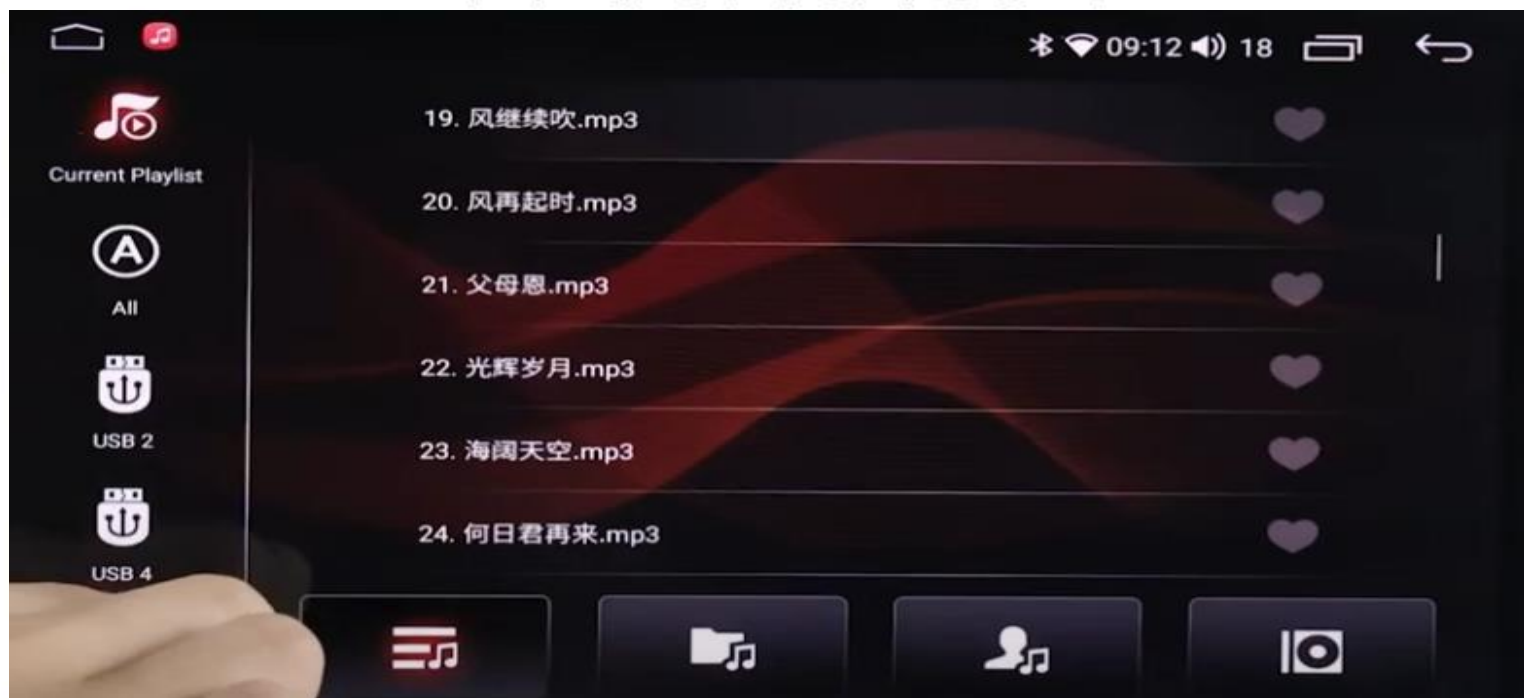 09:12 18
Current Playlist
19. 风继续吹.mp3
20. 风再起时.mp3
A
All
21. 父母恩.mp3
22. 光辉岁月.mp3
USB 2
23. 海阔天空.mp3
24. 何日君再来.mp3
USB 4